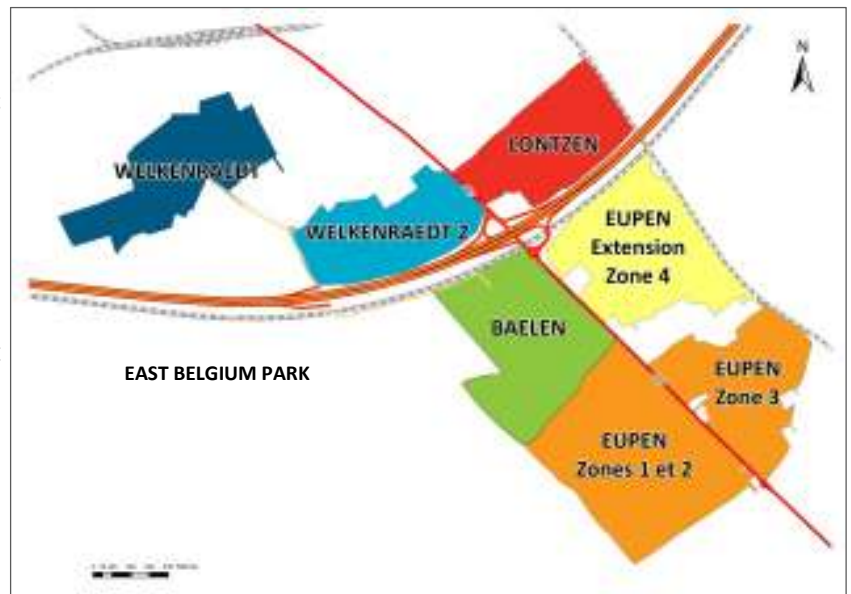 N
LONTZEN
WELKENRAEDT
WELKENRAEDT 2
EUPEN
Extension
Zone 4
BAELEN
EAST BELGIUM PARK
EUPEN
Zone 3
EUPEN
Zones 1 et 2